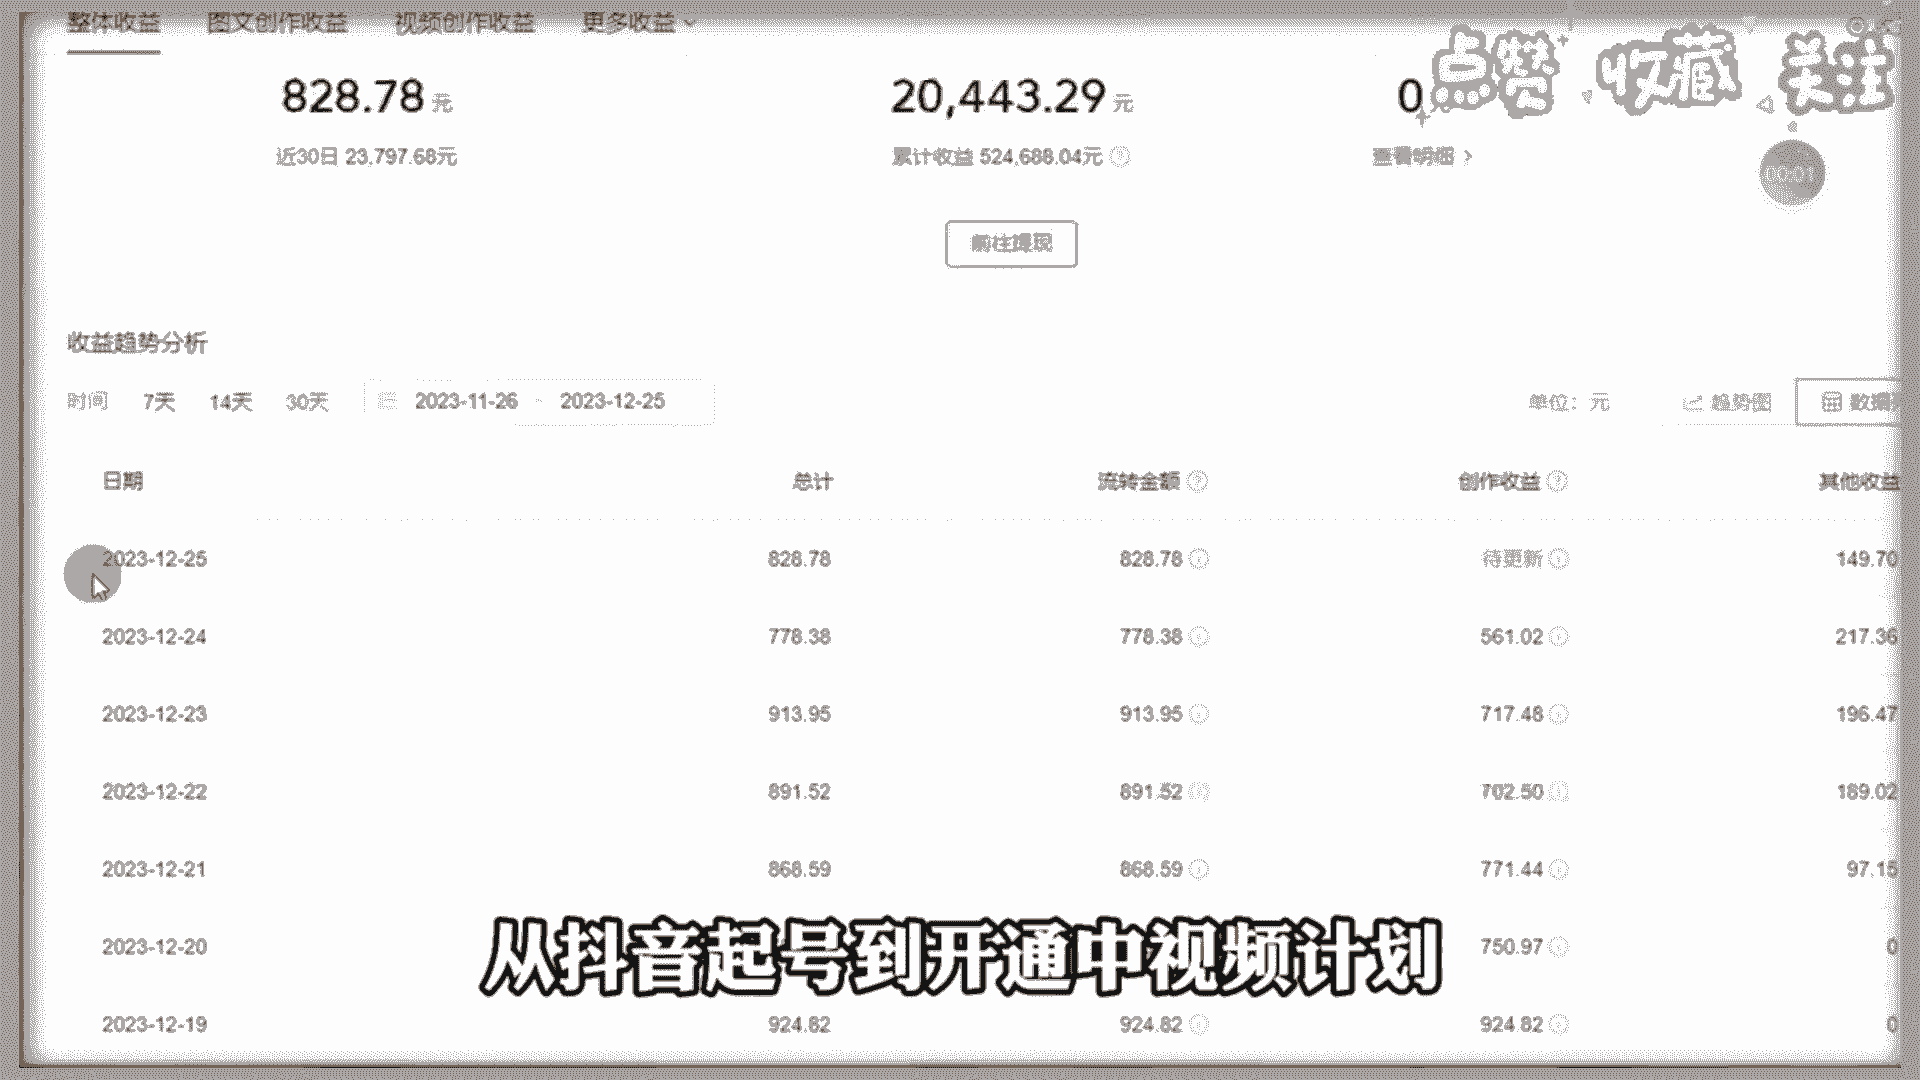 整体收益 图文创作收益 视频创作收益 更多收益
点赞 收藏 关注
828.78 元 20,443.29 元 0
近30日 23,797.68元 累计收益 524,688.04元 查看明细
00:01
前往提现
收益趋势分析
时间 7天 14天 30天 2023-11-26 - 2023-12-25 单位：元 趋势图 数据
日期 总计 流转金额 创作收益 其他收益
2023-12-25 828.78 828.78 待更新 149.70
2023-12-24 778.38 778.38 561.02 217.36
2023-12-23 913.95 913.95 717.48 196.47
2023-12-22 891.52 891.52 702.50 189.02
2023-12-21 868.59 868.59 771.44 97.15
2023-12-20 750.97 0
从抖音起号到开通中视频计划
2023-12-19 924.82 924.82 924.82 0